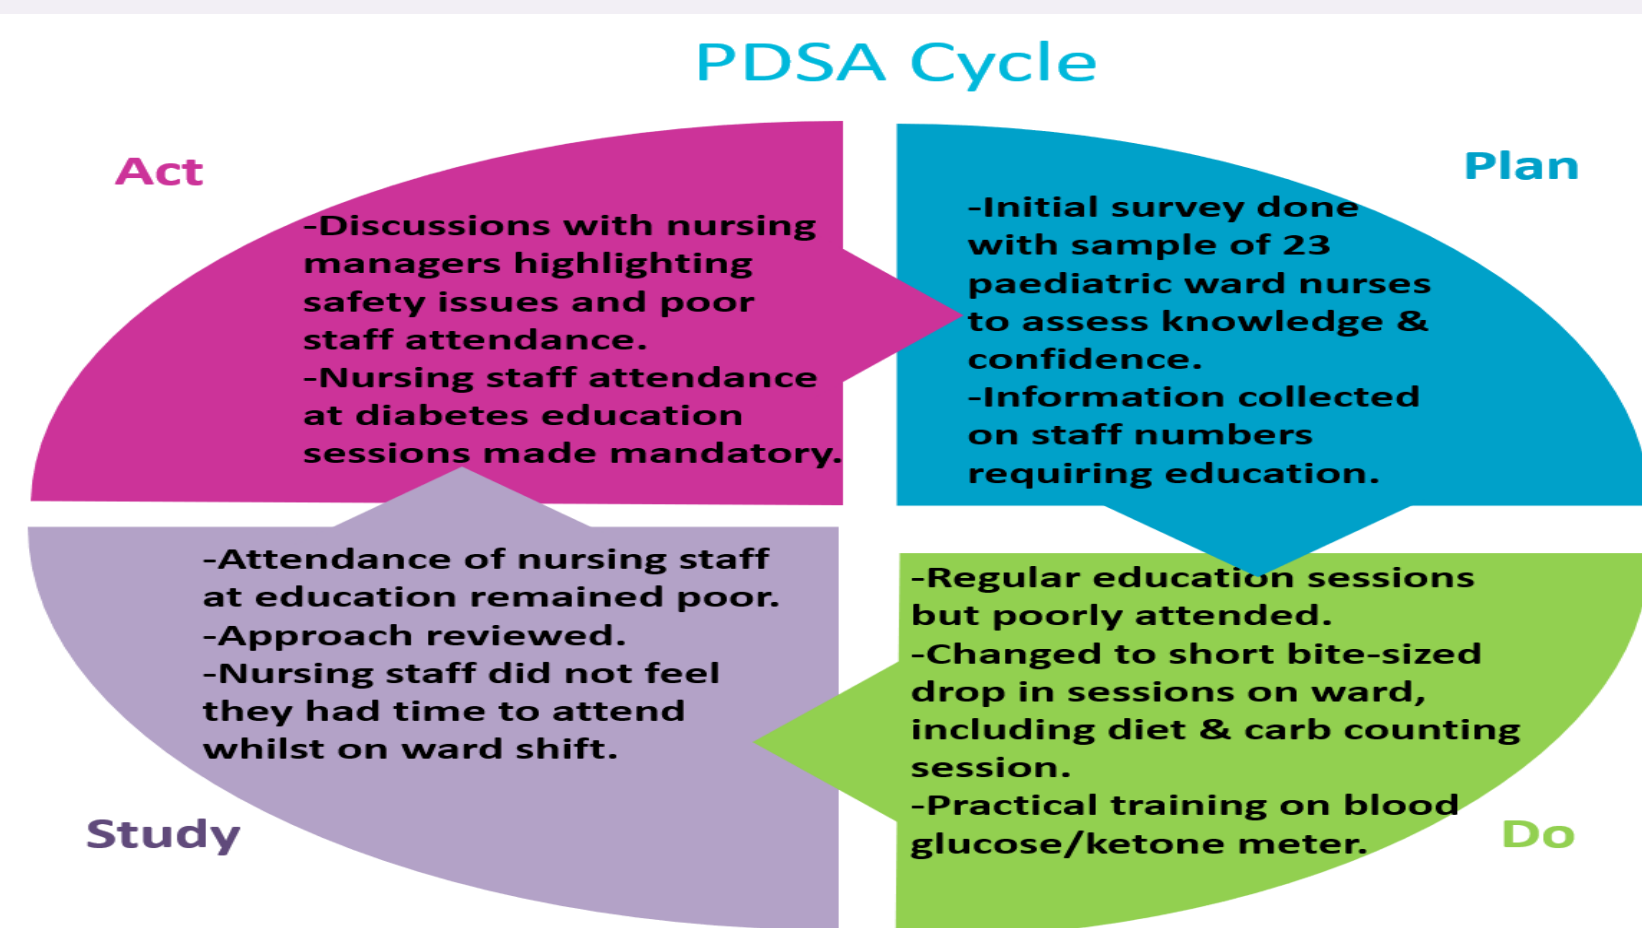 PDSA Cycle
Act
-Discussions with nursing
managers highlighting
safety issues and poor
staff attendance.
-Nursing staff attendance
at diabetes education
sessions made mandatory.
Plan
-Initial survey done
with sample of 23
paediatric ward nurses
to assess knowledge &
confidence.
-Information collected
on staff numbers
requiring education.
-Attendance of nursing staff
at education remained poor.
-Approach reviewed.
-Nursing staff did not feel
they had time to attend
whilst on ward shift.
Study
-Regular education sessions
but poorly attended.
-Changed to short bite-sized
drop in sessions on ward,
including diet & carb counting
session.
-Practical training on blood
glucose/ketone meter.
Do